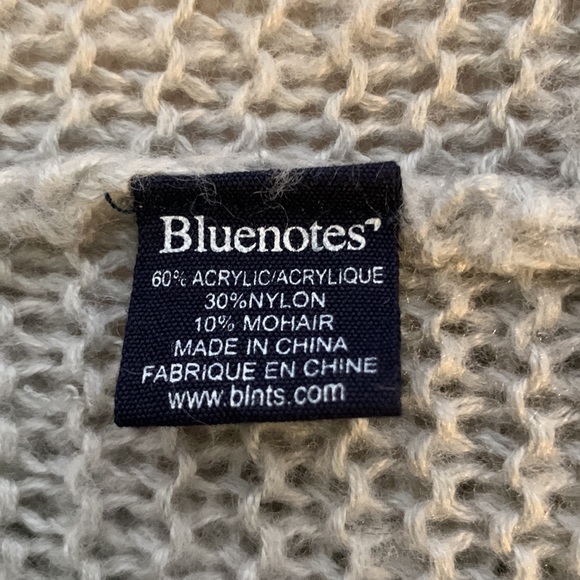 Bluenotes
60% ACRYLIC/ACRYLIQUE
30%NYLON
10% MOHAIR
MADE IN CHINA
FABRIQUE EN CHINE
www.blnts.com